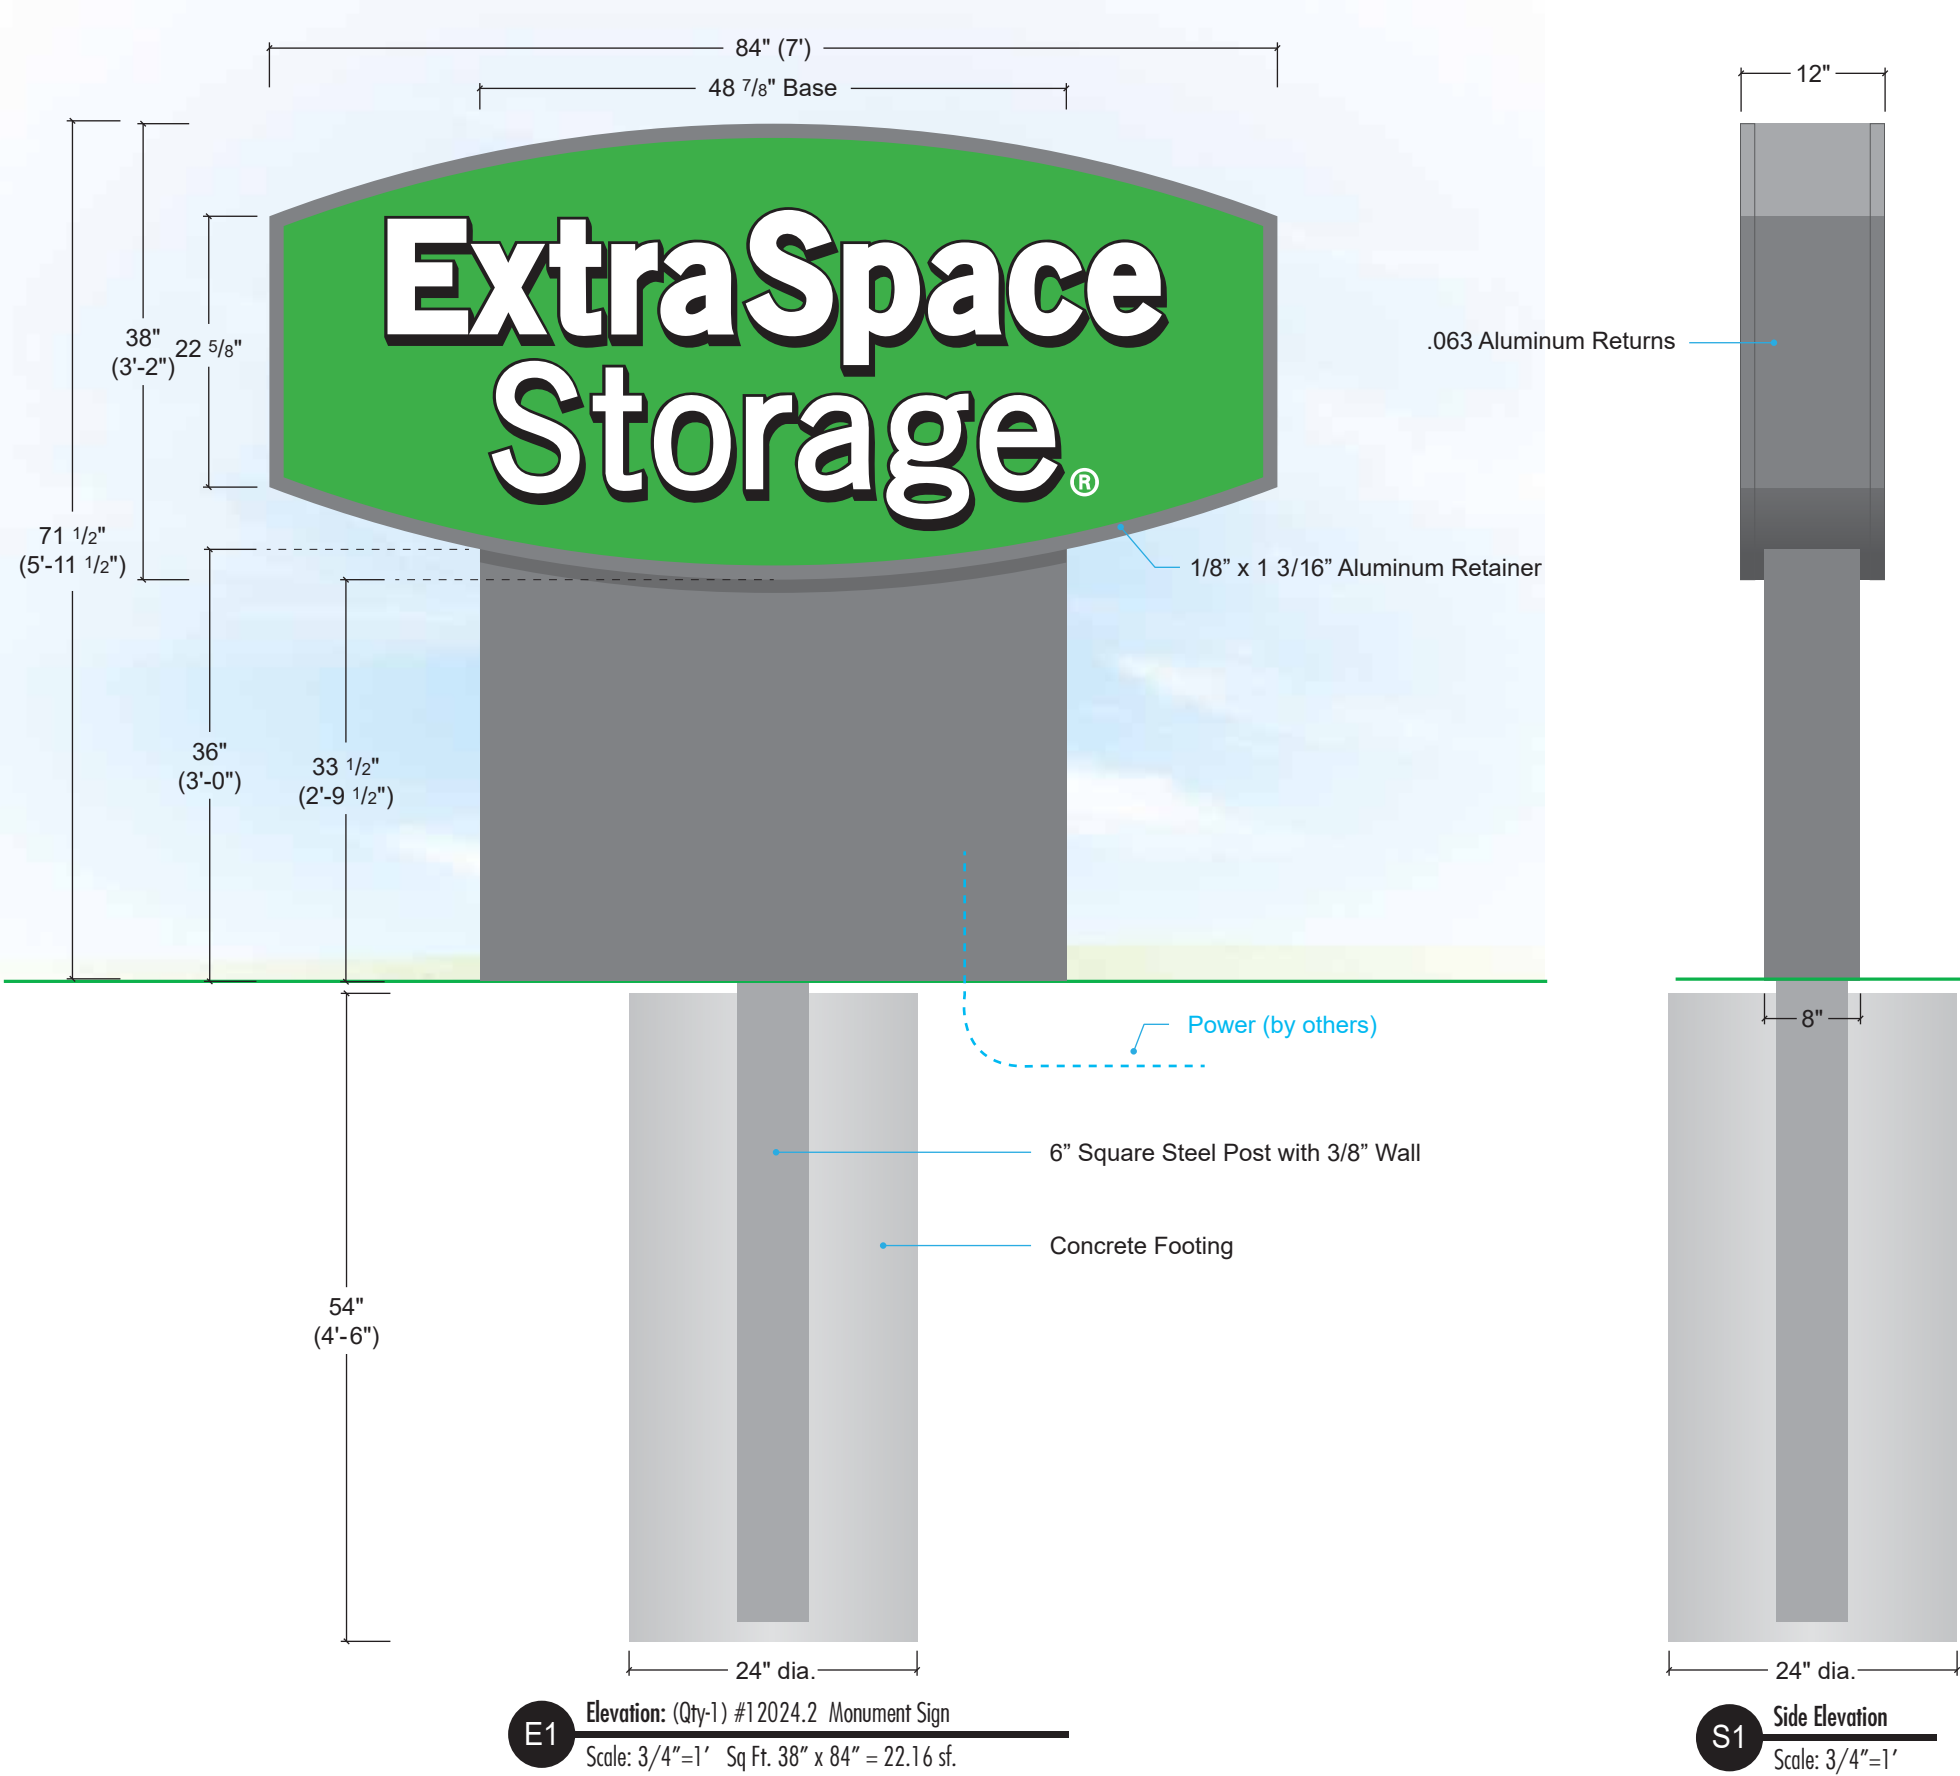 84" (7')
48 7/8" Base
12"
ExtraSpace
Storage®
38"
(3'-2")
22 5/8"
.063 Aluminum Returns
71 1/2"
(5'-11 1/2")
1/8” x 1 3/16” Aluminum Retainer
36"
(3'-0")
33 1/2"
(2'-9 1/2")
Power (by others)
8"
6” Square Steel Post with 3/8” Wall
Concrete Footing
54"
(4'-6")
24" dia.
24" dia.
E1
Elevation: (Qty-1) #12024.2 Monument Sign
Scale: 3/4"=1' Sq Ft. 38" x 84" = 22.16 sf.
S1
Side Elevation
Scale: 3/4"=1'